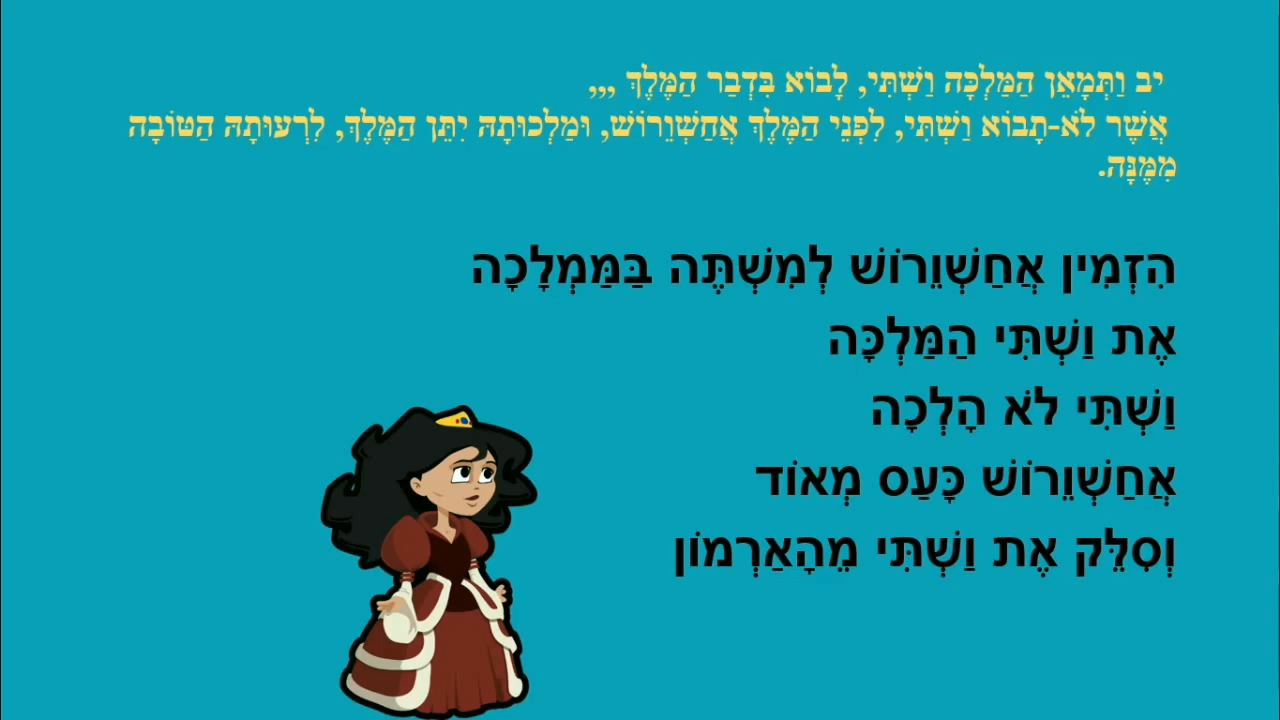 יב וַתְּמָאֵן הַמַּלְכָּה וַשְׁתִּי, לָבוֹא בִּדְבַר הַמֶּלֶךְ ,,,
אֲשֶׁר לֹא-תָבוֹא וַשְׁתִּי, לִפְנֵי הַמֶּלֶךְ אֲחַשְׁוֵרוֹשׁ, וּמַלְכוּתָהּ יִתֵּן הַמֶּלֶךְ, לִרְעוּתָהּ הַטּוֹבָה
מִמֶּנָּה.
הִזְמִין אֲחַשְׁוֵרוֹשׁ לְמִשְׁתֶּה בַּמַּמְלָכָה
אֶת וַשְׁתִּי הַמַּלְכָּה
וַשְׁתִּי לֹא הָלְכָה
אֲחַשְׁוֵרוֹשׁ כָּעַס מְאוֹד
וְסִלֵּק אֶת וַשְׁתִּי מֵהָאַרְמוֹן